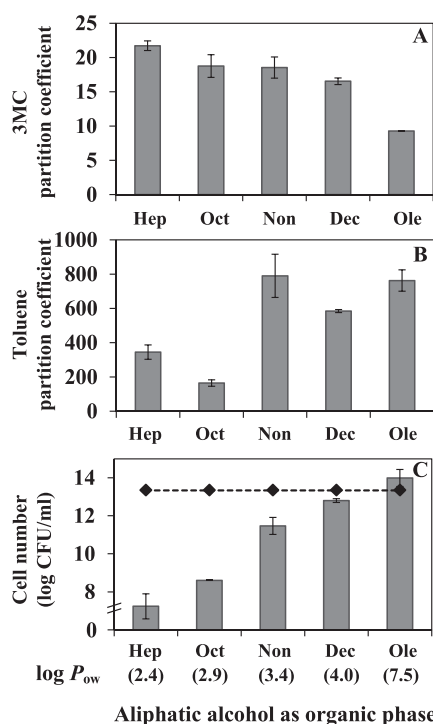 A
3MC
partition coefficient
25
20
15
10
5
0
Hep Oct Non Dec Ole
B
Toluene
partition coefficient
1000
800
600
400
200
0
Hep Oct Non Dec Ole
C
Cell number
(log CFU/ml)
14
12
10
8
0
Hep Oct Non Dec Ole
log Pow (2.4) (2.9) (3.4) (4.0) (7.5)
Aliphatic alcohol as organic phase